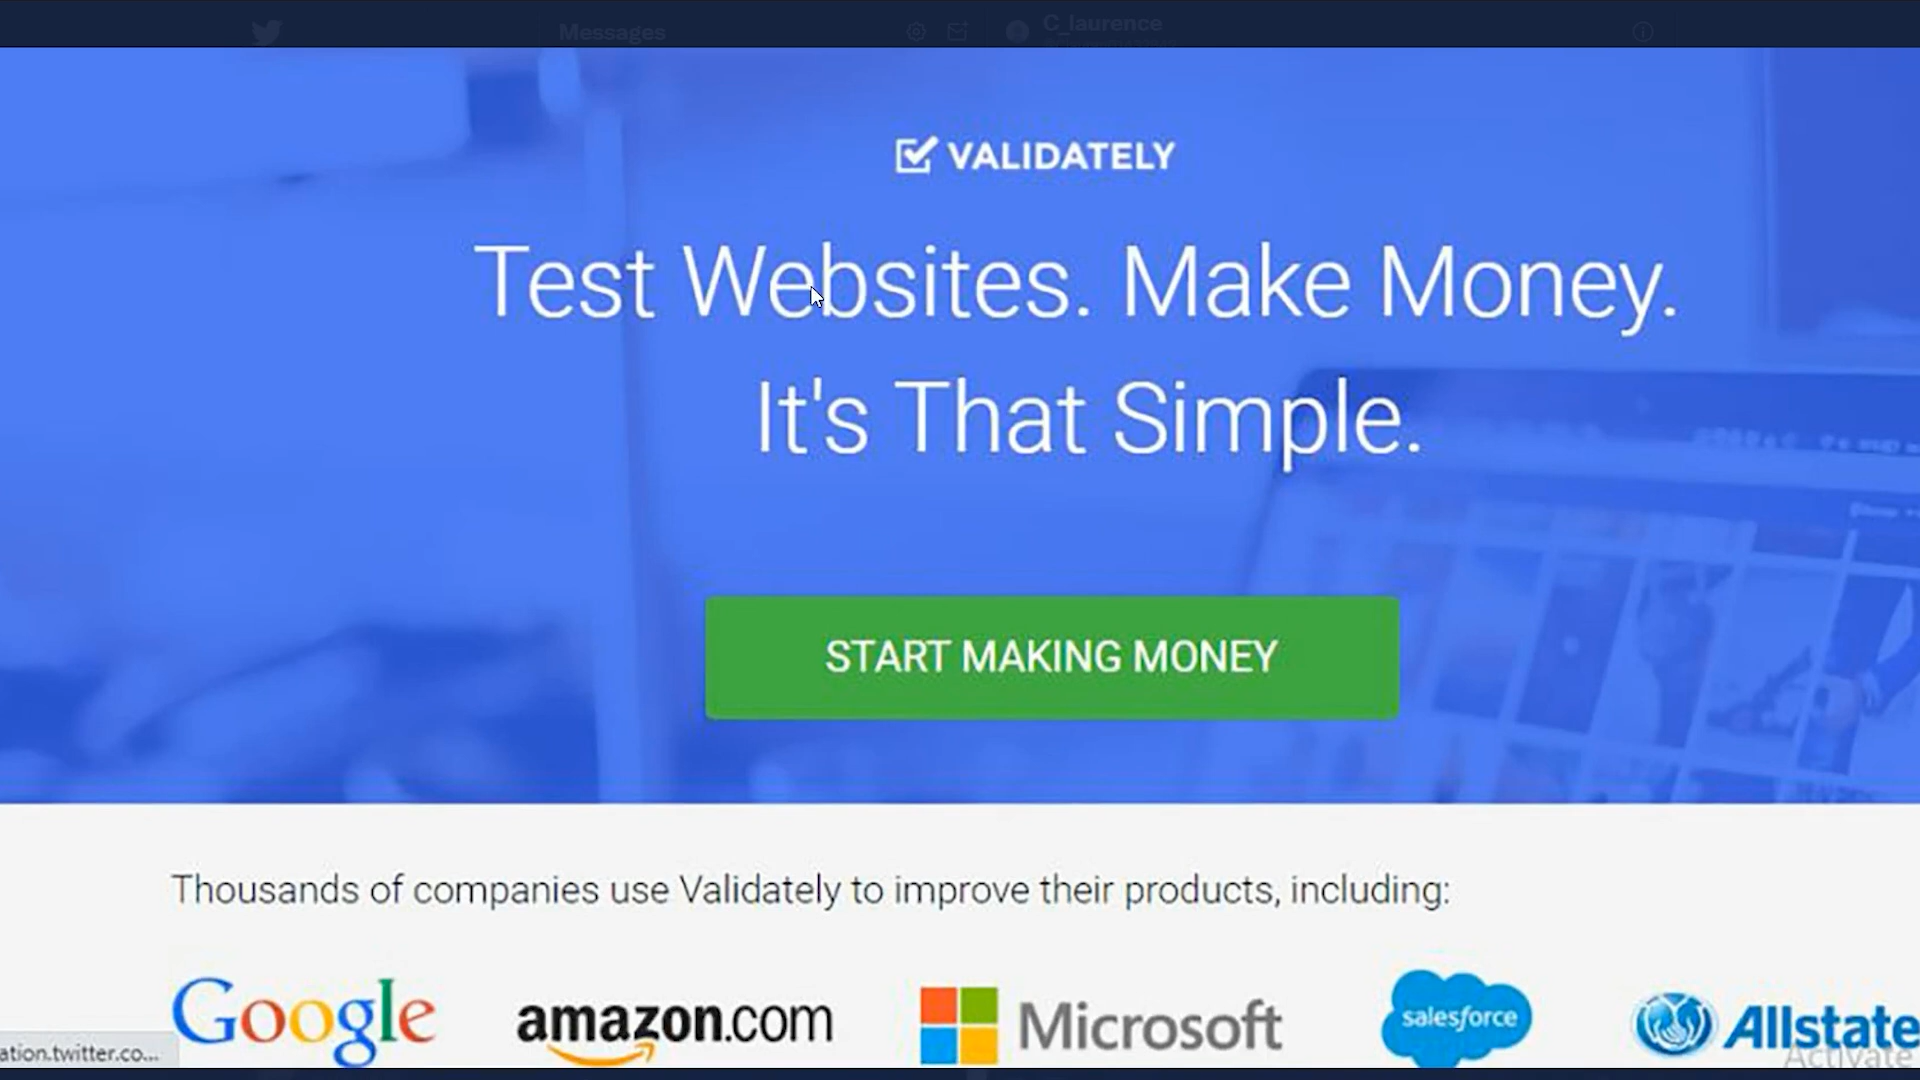 Messages
C_laurence
VALIDATELY
Test Websites. Make Money.
It's That Simple.
START MAKING MONEY
Thousands of companies use Validately to improve their products, including:
Google
amazon.com
Microsoft
salesforce
Allstate
ation.twitter.co...
Activate